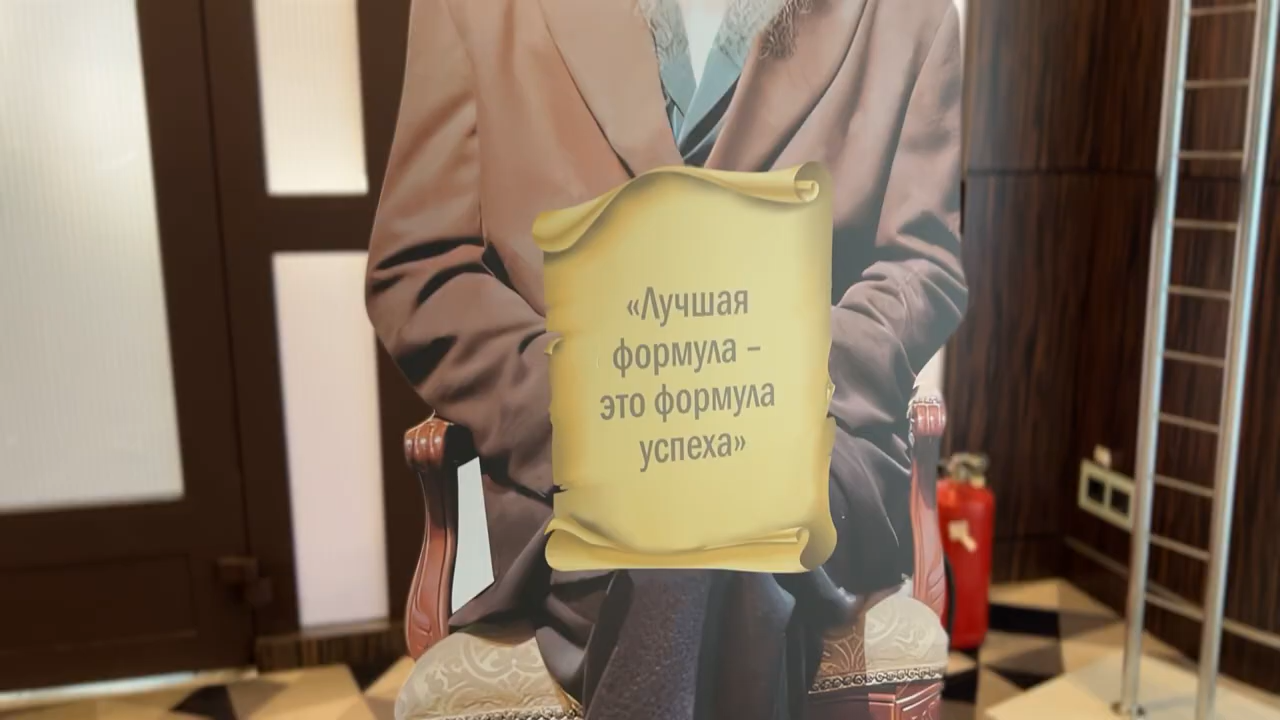 «Лучшая
формула –
это формула
успеха»